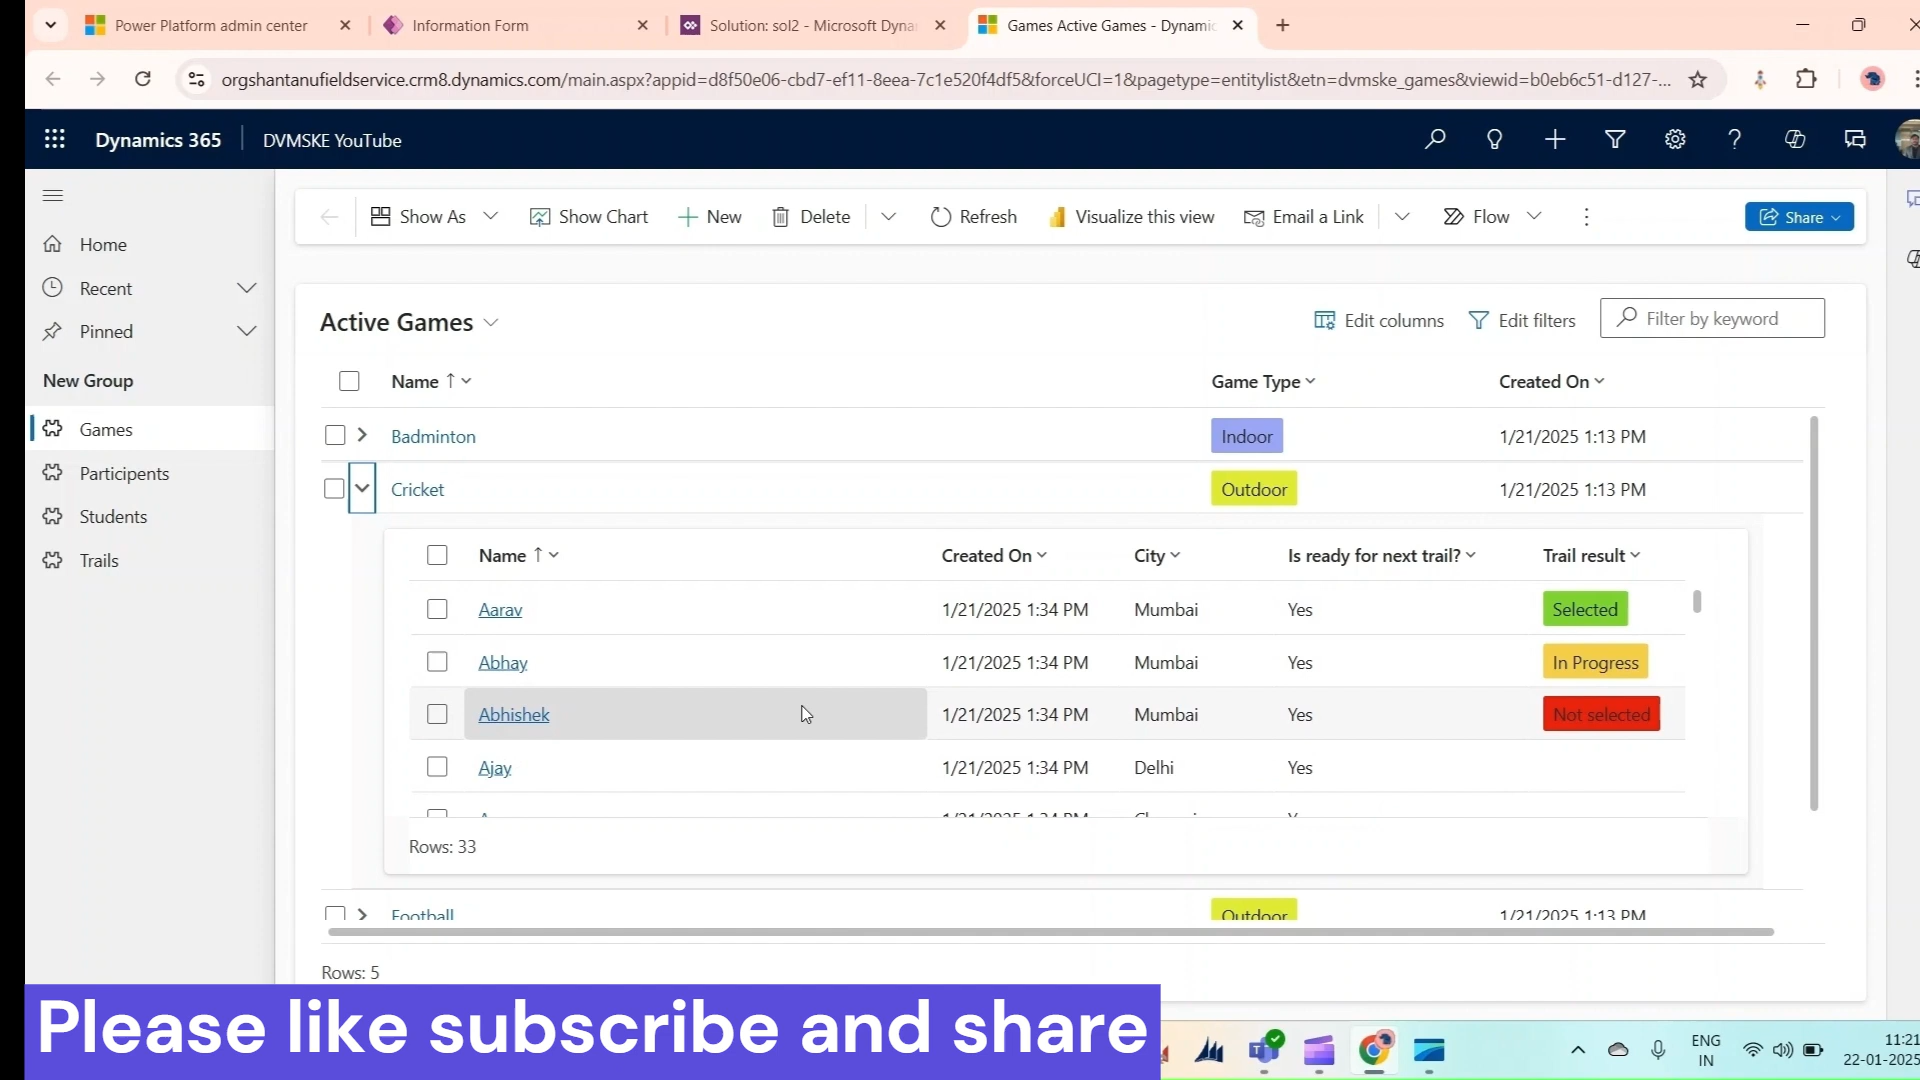 Power Platform admin center
Information Form
Solution: sol2 - Microsoft Dyna
Games Active Games - Dynamic
orgshantanufieldservice.crm8.dynamics.com/main.aspx?appid=d8f50e06-cbd7-ef11-8eea-7c1e520f4df5&forceUCI=1&pagetype=entitylist&etn=dvmske_games&viewid=b0eb6c51-d127-...
Dynamics 365
DVMSKE YouTube
Show As
Show Chart
New
Delete
Refresh
Visualize this view
Email a Link
Flow
Share
Home
Recent
Pinned
New Group
Games
Participants
Students
Trails
Active Games
Edit columns
Edit filters
Filter by keyword
Name Game Type Created On
Badminton Indoor 1/21/2025 1:13 PM
Cricket Outdoor 1/21/2025 1:13 PM
Name Created On City Is ready for next trail? Trail result
Aarav 1/21/2025 1:34 PM Mumbai Yes Selected
Abhay 1/21/2025 1:34 PM Mumbai Yes In Progress
Abhishek 1/21/2025 1:34 PM Mumbai Yes Not selected
Ajay 1/21/2025 1:34 PM Delhi Yes
Rows: 33
Football Outdoor 1/21/2025 1:13 PM
Rows: 5
Please like subscribe and share
ENG
IN
11:21
22-01-2025